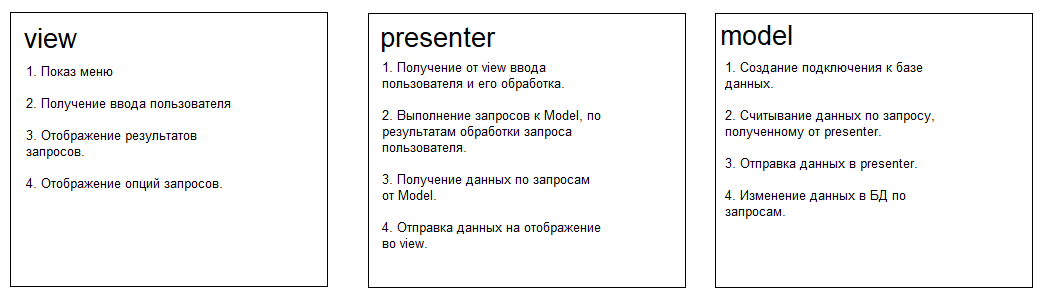 view
1. Показ меню
2. Получение ввода пользователя
3. Отображение результатов
запросов.
4. Отображение опций запросов.
presenter
1. Получение от view ввода
пользователя и его обработка.
2. Выполнение запросов к Model, по
результатам обработки запроса
пользователя.
3. Получение данных по запросам
от Model.
4. Отправка данных на отображение
во view.
model
1. Создание подключения к базе
данных.
2. Считывание данных по запросу,
полученному от presenter.
3. Отправка данных в presenter.
4. Изменение данных в БД по
запросам.